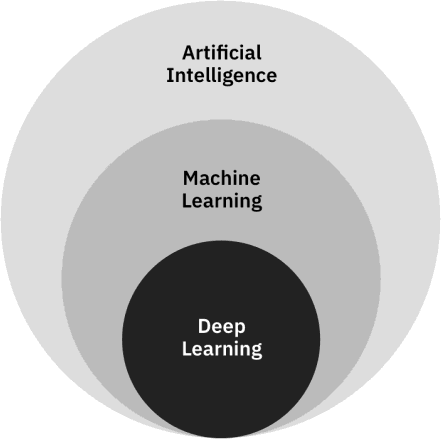 Artificial
Intelligence
Machine
Learning
Deep
Learning